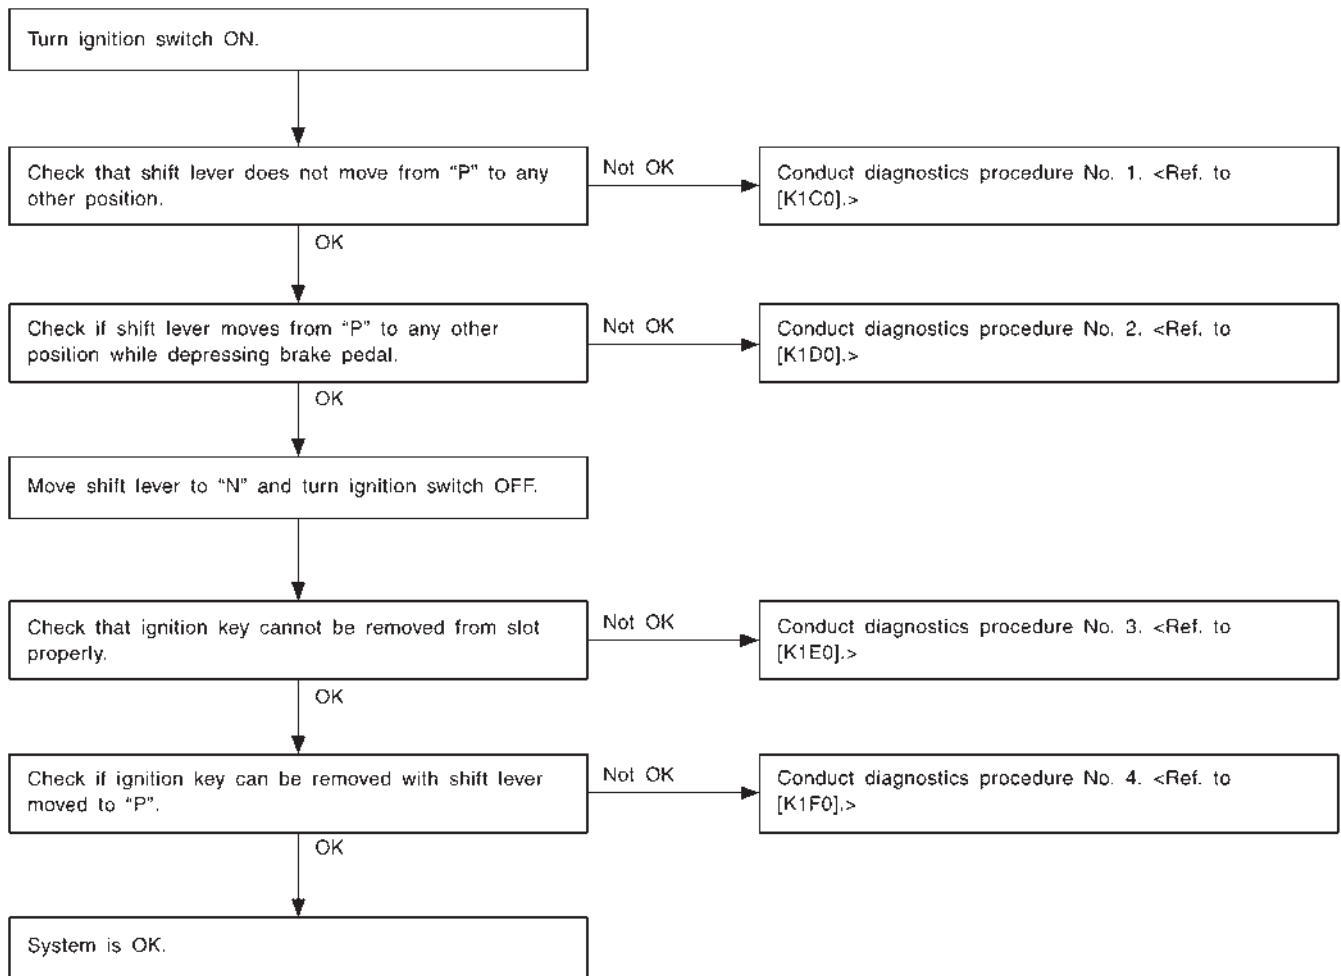 Turn ignition switch ON.
Check that shift lever does not move from “P” to any
other position.
Not OK
Conduct diagnostics procedure No. 1. <Ref. to
[K1C0].>
OK
Check if shift lever moves from “P” to any other
position while depressing brake pedal.
Not OK
Conduct diagnostics procedure No. 2. <Ref. to
[K1D0].>
OK
Move shift lever to “N” and turn ignition switch OFF.
Check that ignition key cannot be removed from slot
properly.
Not OK
Conduct diagnostics procedure No. 3. <Ref. to
[K1E0].>
OK
Check if ignition key can be removed with shift lever
moved to “P”.
Not OK
Conduct diagnostics procedure No. 4. <Ref. to
[K1F0].>
OK
System is OK.